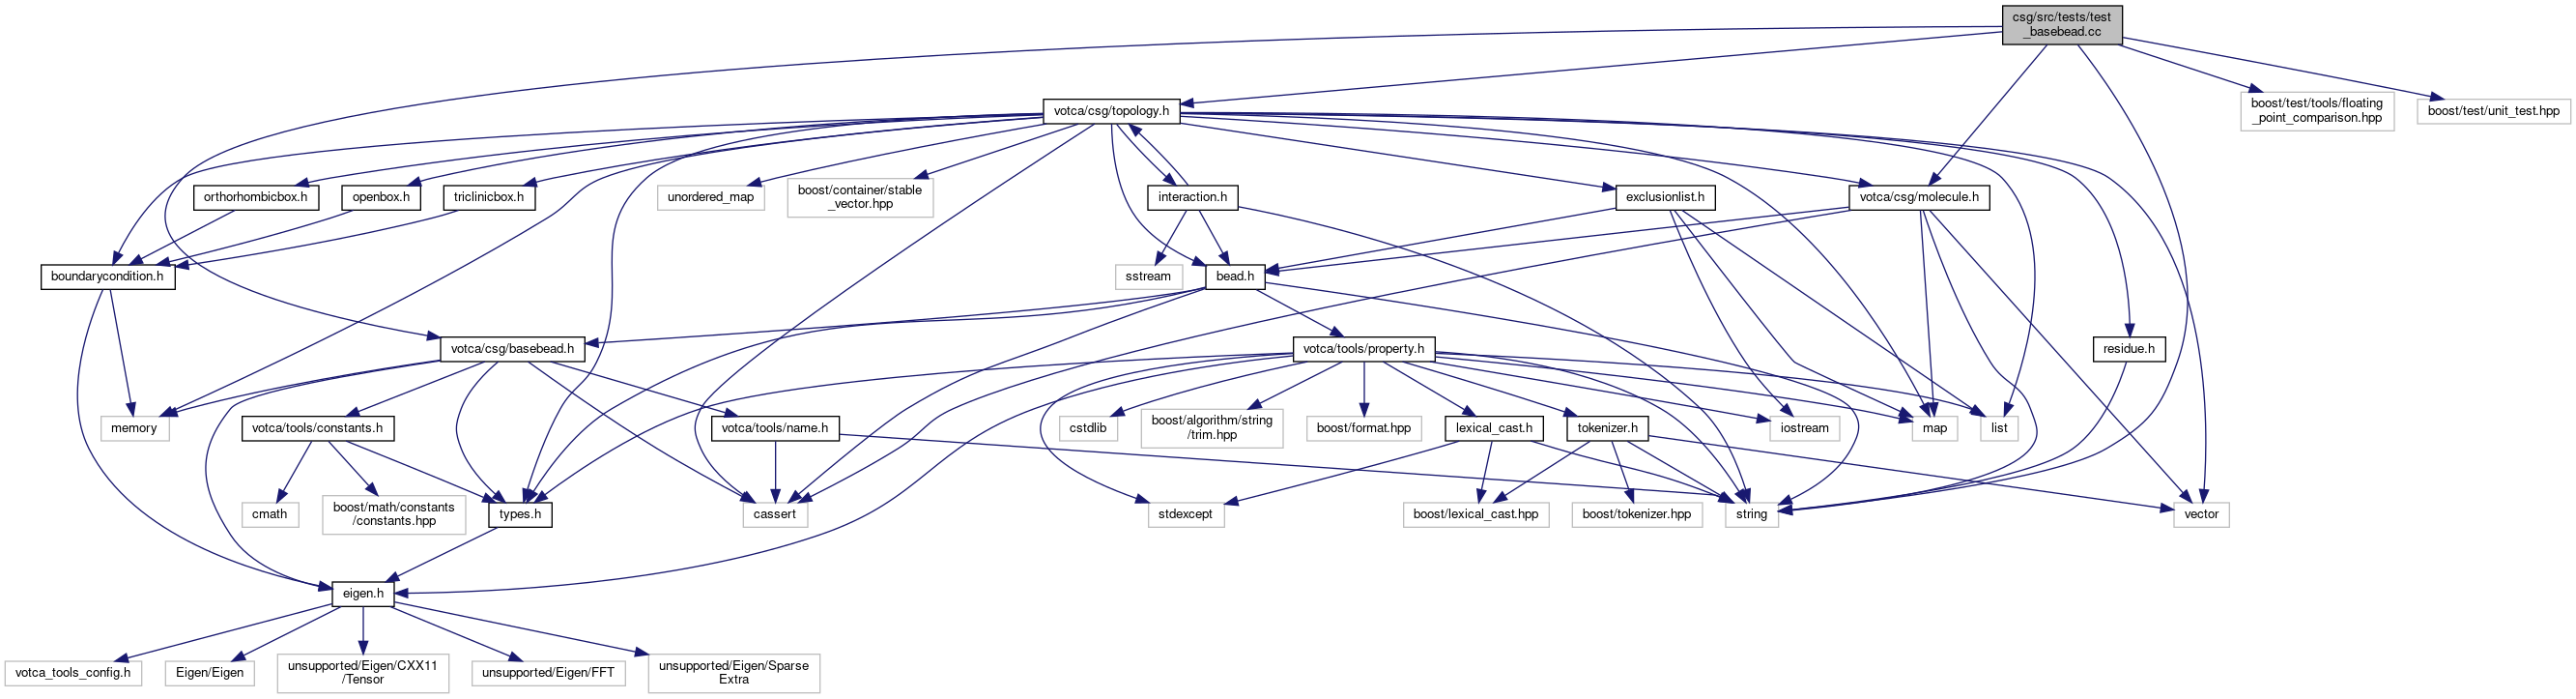 csg/src/tests/test
_basebead.cc
votca/csg/topology.h
boost/test/tools/floating
_point_comparison.hpp
boost/test/unit_test.hpp
orthorhombicbox.h
openbox.h
triclinicbox.h
unordered_map
boost/container/stable
_vector.hpp
interaction.h
exclusionlist.h
votca/csg/molecule.h
boundarycondition.h
sstream
bead.h
votca/csg/basebead.h
votca/tools/property.h
residue.h
memory
votca/tools/constants.h
votca/tools/name.h
cstdlib
boost/algorithm/string
/trim.hpp
boost/format.hpp
lexical_cast.h
tokenizer.h
iostream
map
list
cmath
boost/math/constants
/constants.hpp
types.h
cassert
stdexcept
boost/lexical_cast.hpp
boost/tokenizer.hpp
string
vector
eigen.h
votca_tools_config.h
Eigen/Eigen
unsupported/Eigen/CXX11
/Tensor
unsupported/Eigen/FFT
unsupported/Eigen/Sparse
Extra